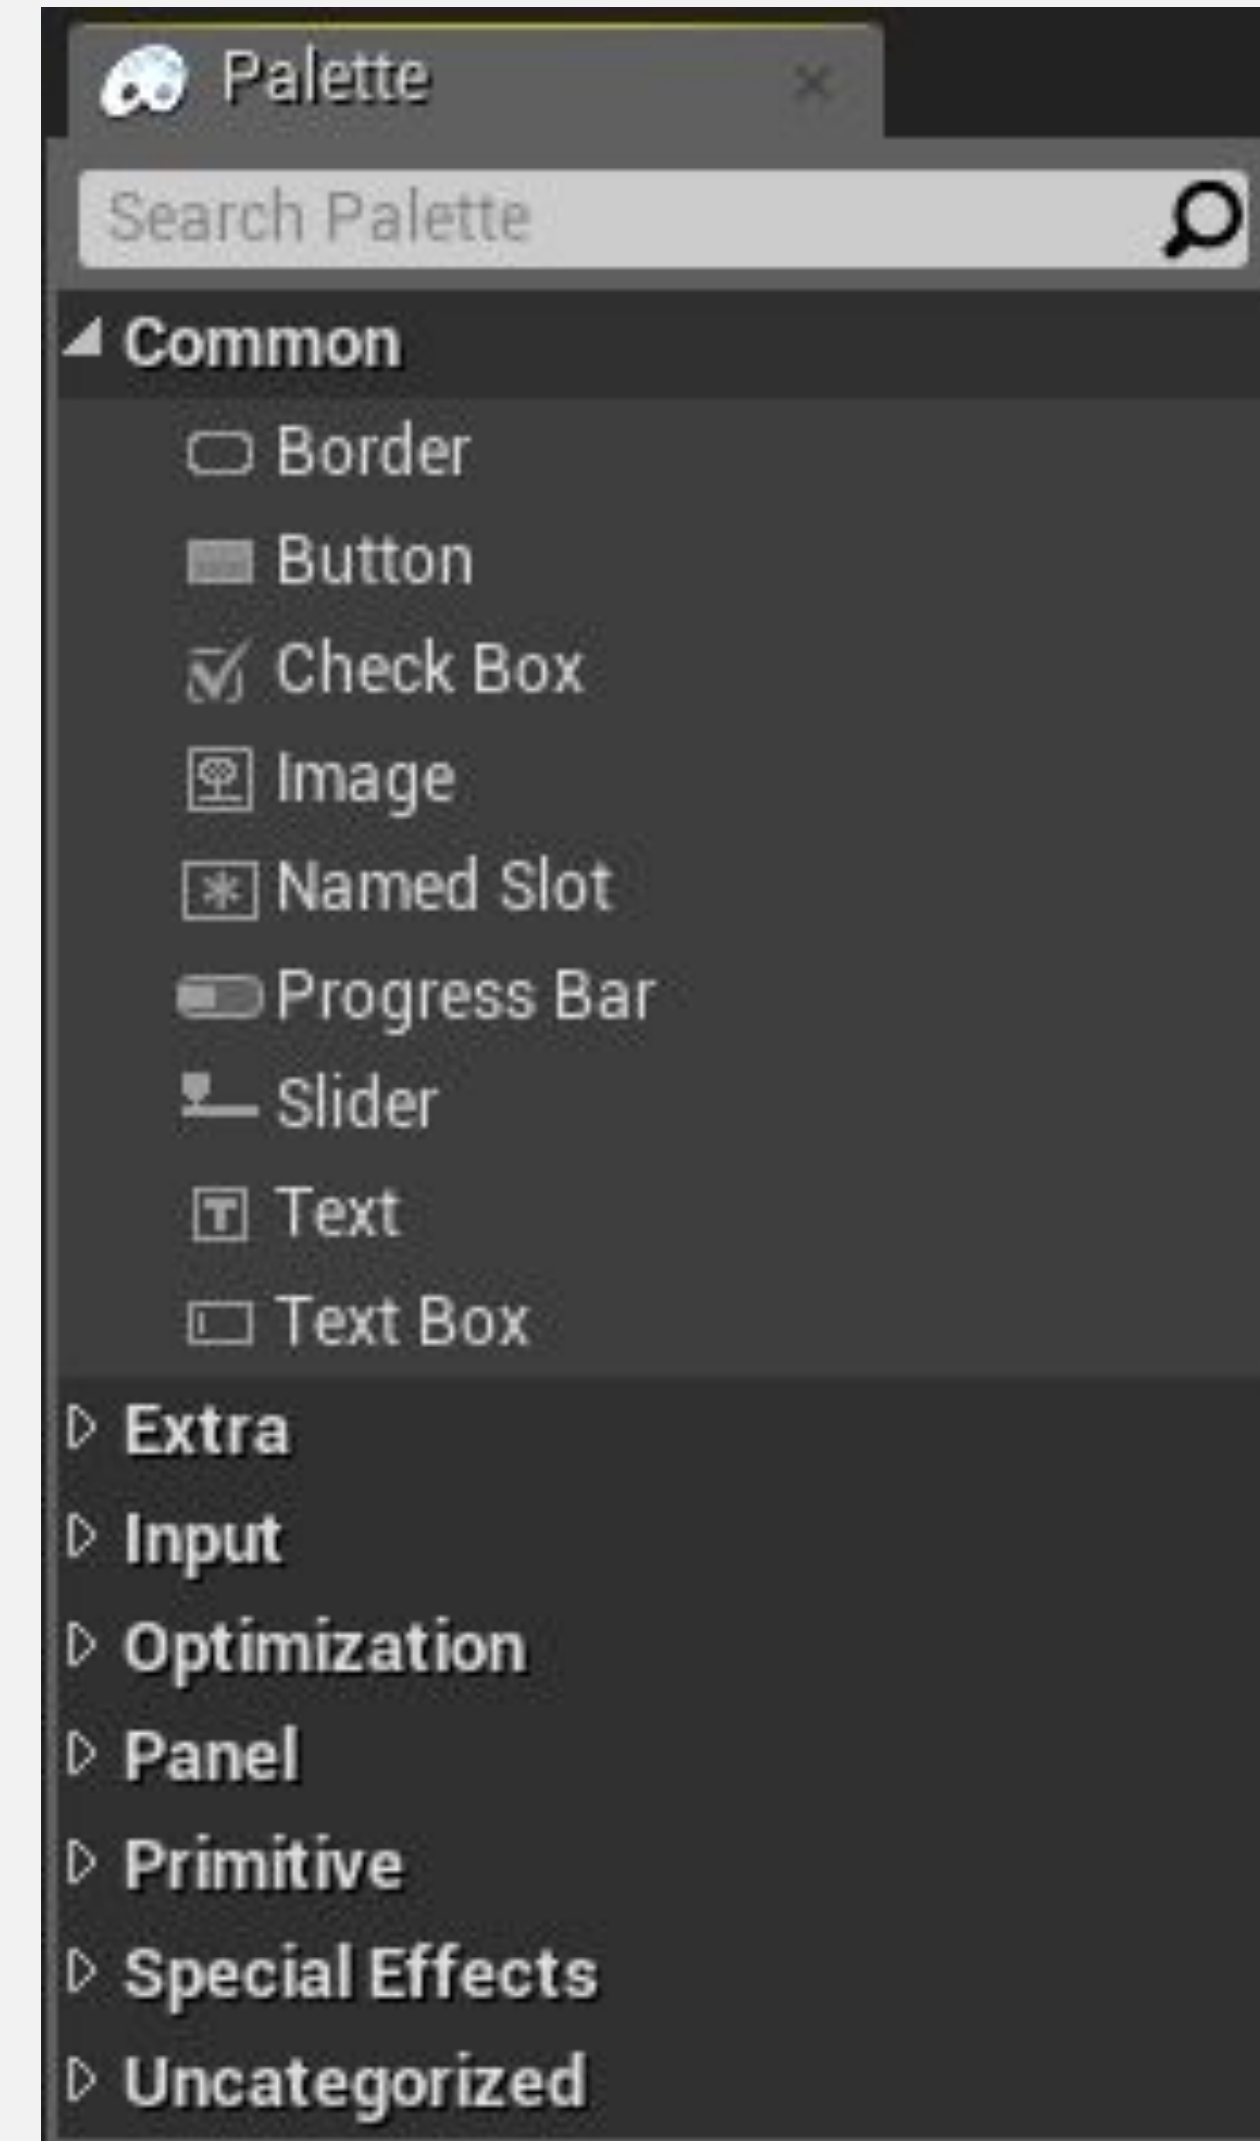 Palette
Search Palette
Common
Border
Button
Check Box
Image
Named Slot
Progress Bar
Slider
Text
Text Box
Extra
Input
Optimization
Panel
Primitive
Special Effects
Uncategorized